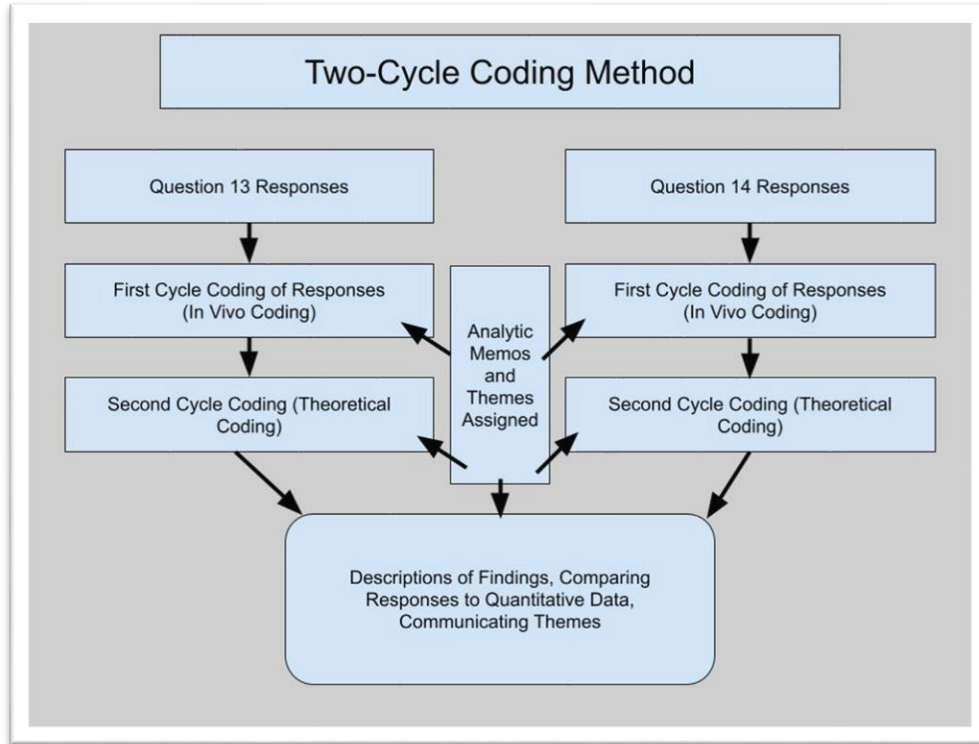 Two-Cycle Coding Method
Question 13 Responses
Question 14 Responses
First Cycle Coding of Responses
(In Vivo Coding)
Analytic
Memos
and
Themes
Assigned
First Cycle Coding of Responses
(In Vivo Coding)
Second Cycle Coding (Theoretical
Coding)
Second Cycle Coding (Theoretical
Coding)
Descriptions of Findings, Comparing
Responses to Quantitative Data,
Communicating Themes